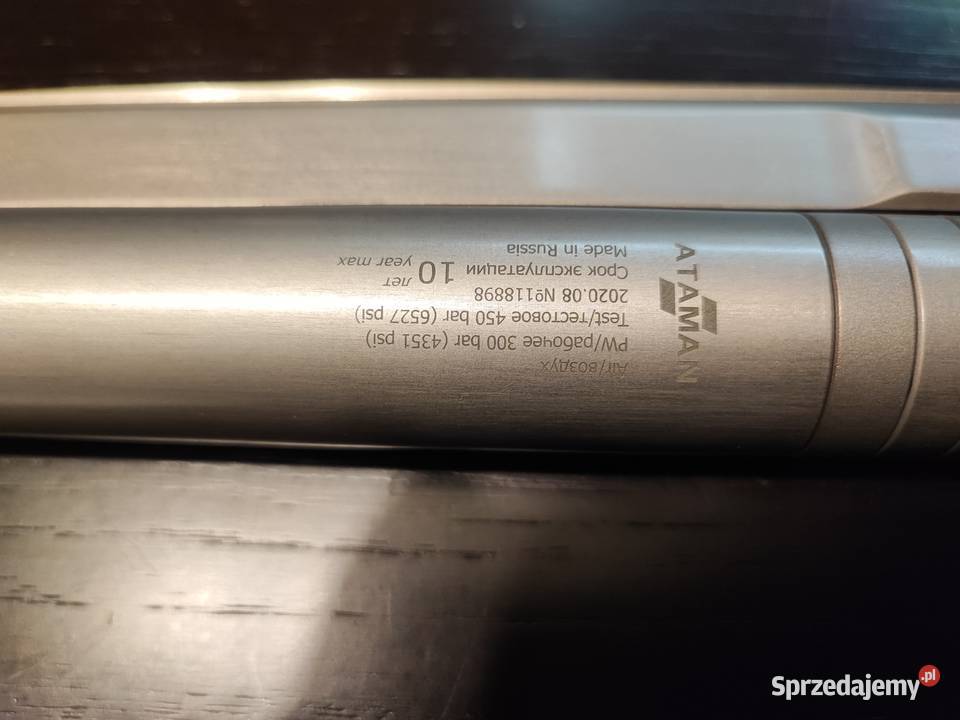 Air/воздух
PW/рабочее 300 bar (4351 psi)
Test/тестовое 450 bar (6527 psi)
2020.08 №118898
Срок эксплуатации 10 лет
year max
Made in Russia
ATAMAN
Sprzedajemy.pl